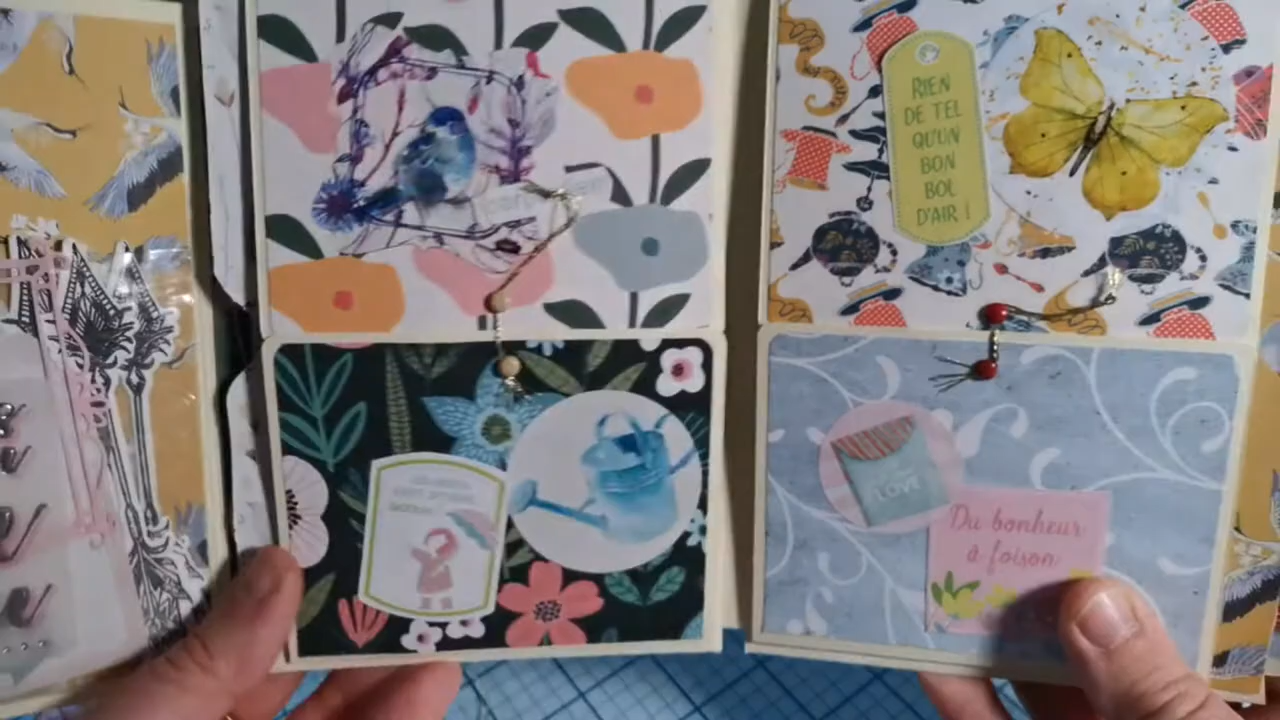 RIEN
DE TEL
QU'UN
BON
BOL
D'AIR !
LOVE
Du bonheur
à foison